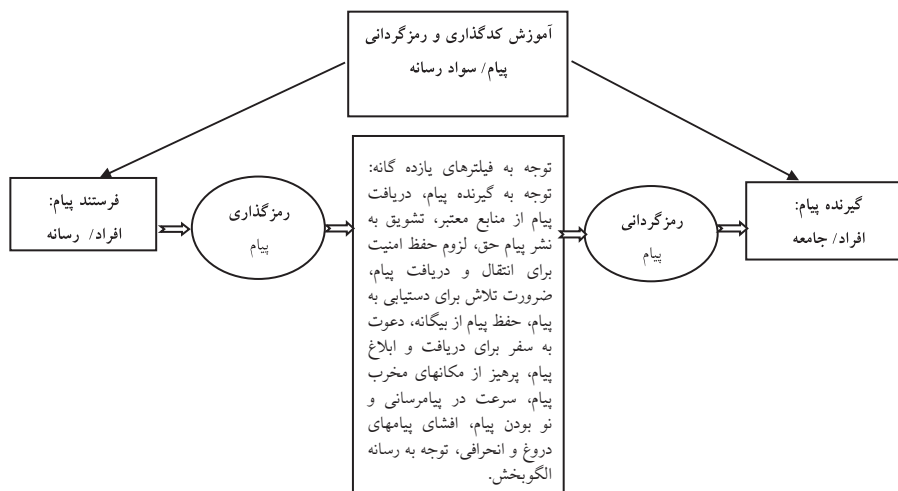 آموزش کدگذاری و رمزگردانی
پیام/ سواد رسانه
فرستند پیام:
افراد/ رسانه
رمزگذاری
پیام
توجه به فیلترهای یازده گانه:
توجه به گیرنده پیام، دریافت
پیام از منابع معتبر، تشویق به
نشر پیام حق، لزوم حفظ امنیت
برای انتقال و دریافت پیام،
ضرورت تلاش برای دستیابی به
پیام، حفظ پیام از بیگانه، دعوت
به سفر برای دریافت و ابلاغ
پیام، پرهیز از مکانهای مخرب
پیام، سرعت در پیامرسانی و
نو بودن پیام، افشای پیامهای
دروغ و انحرافی، توجه به رسانه
الگوبخش.
رمزگردانی
پیام
گیرنده پیام:
افراد/ جامعه